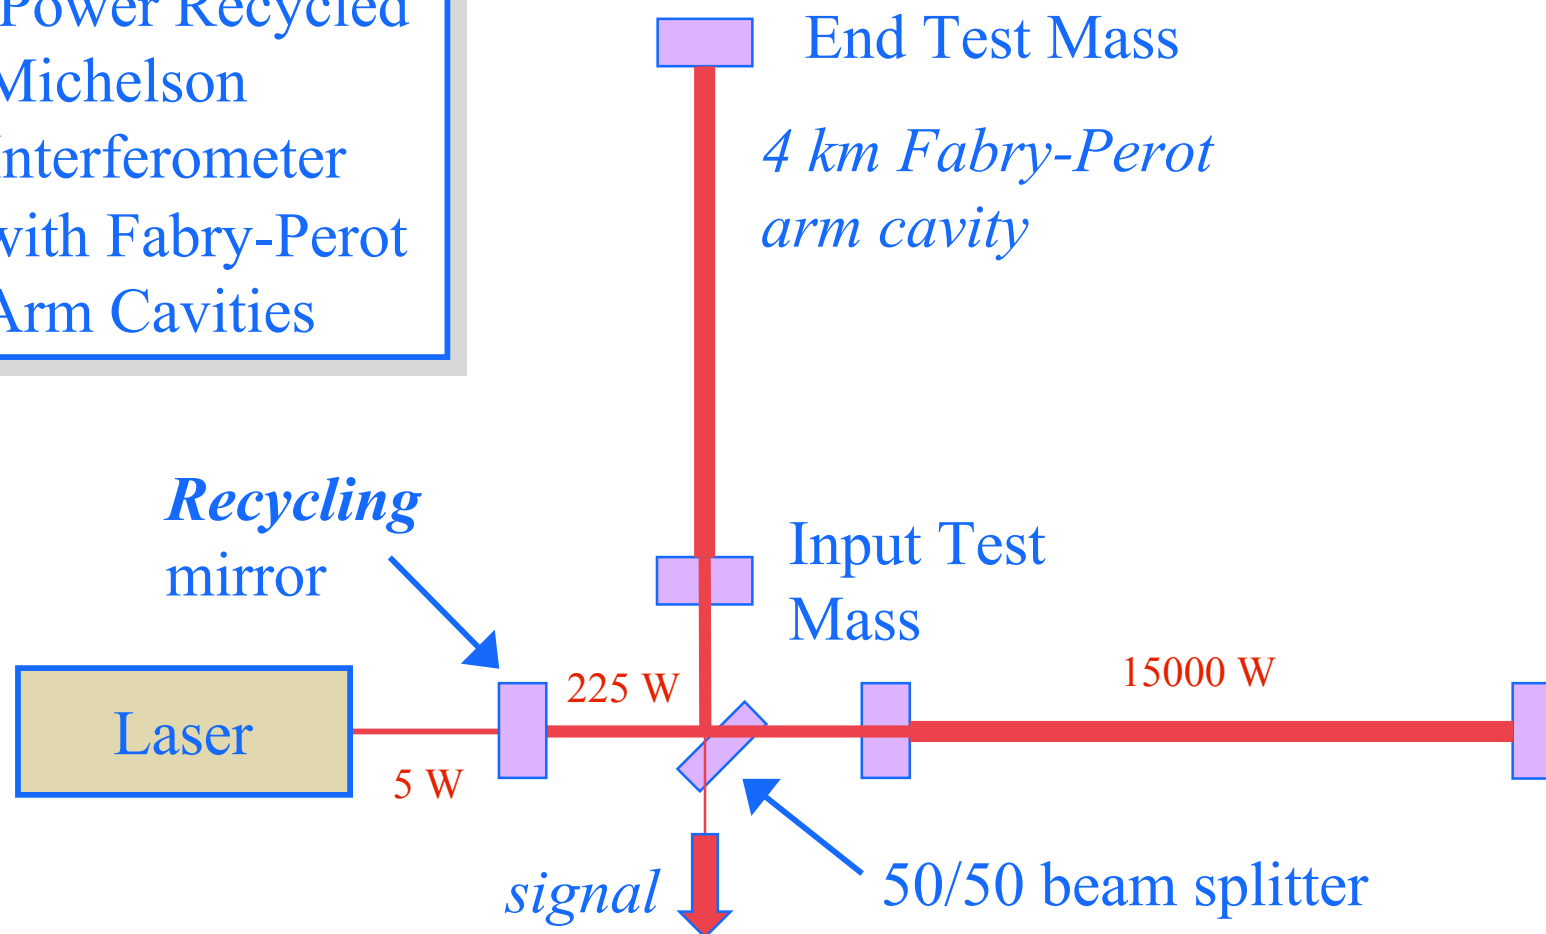 Power Recycled
Michelson
Interferometer
with Fabry-Perot
Arm Cavities
End Test Mass
4 km Fabry-Perot
arm cavity
Recycling
mirror
Input Test
Mass
225 W
15000 W
Laser
5 W
signal
50/50 beam splitter